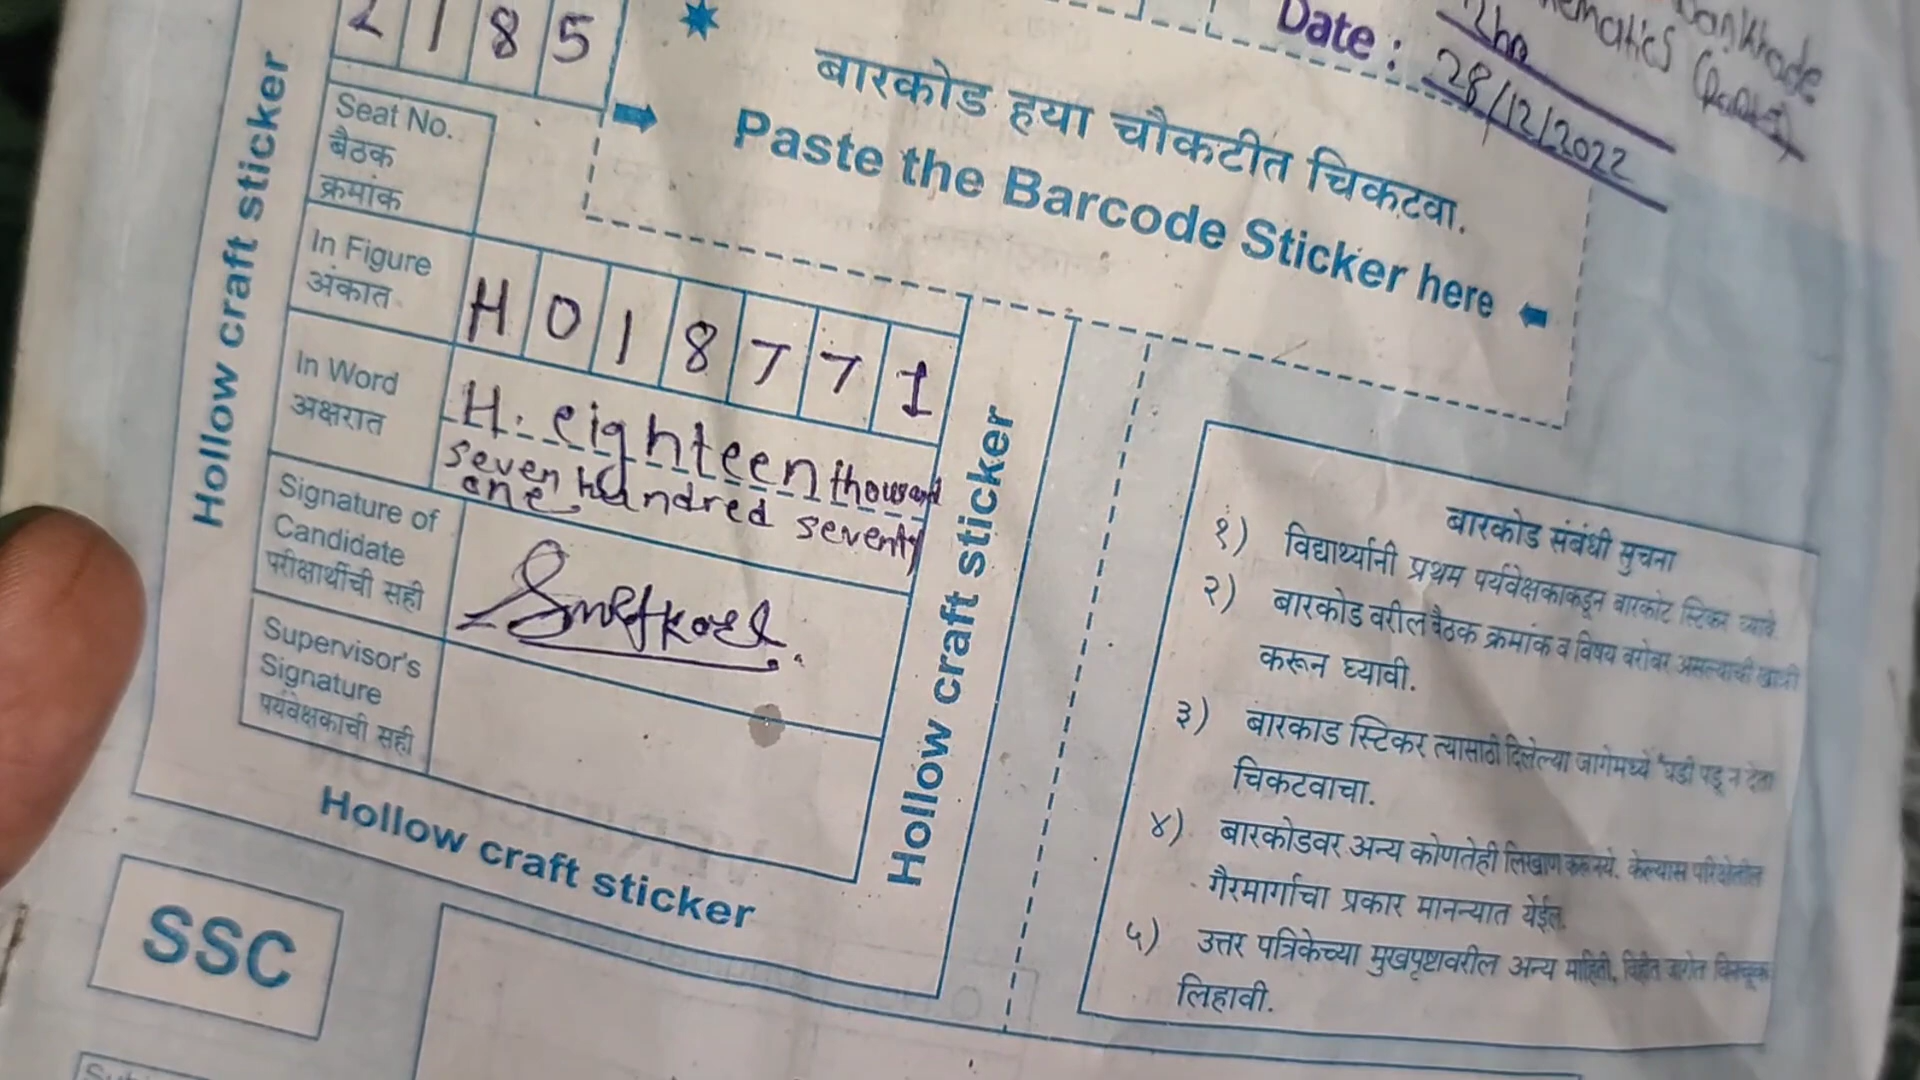 2185
Date : 28/12/2022
Seat No.
बैठक
क्रमांक
बारकोड हया चौकटीत चिकटवा.
Paste the Barcode Sticker here
In Figure
अंकात
H018771
In Word
अक्षरात
H. eighteen thousand
seven hundred seventy
one
Signature of
Candidate
परीक्षार्थीची सही
Supervisor's
Signature
पर्यवेक्षकाची सही
Hollow craft sticker
Hollow craft sticker
Hollow craft sticker
SSC
बारकोड संबंधी सुचना
१) विद्यार्थ्यांनी प्रथम पर्यवेक्षकाकडून बारकोट स्टिकर घ्यावे
२) बारकोड वरील बैठक क्रमांक व विषय बरोबर असल्याची खात्री
करून घ्यावी.
३) बारकाड स्टिकर त्यासाठी दिलेल्या जागेमध्ये घडी पडू न देता
चिकटवाचा.
४) बारकोडवर अन्य कोणतेही लिखाण करू नये. केल्यास
गैरमार्गाचा प्रकार मानन्यात येईल.
५) उत्तर पत्रिकेच्या मुखपृष्टावरील अन्य माहिती,
लिहावी.